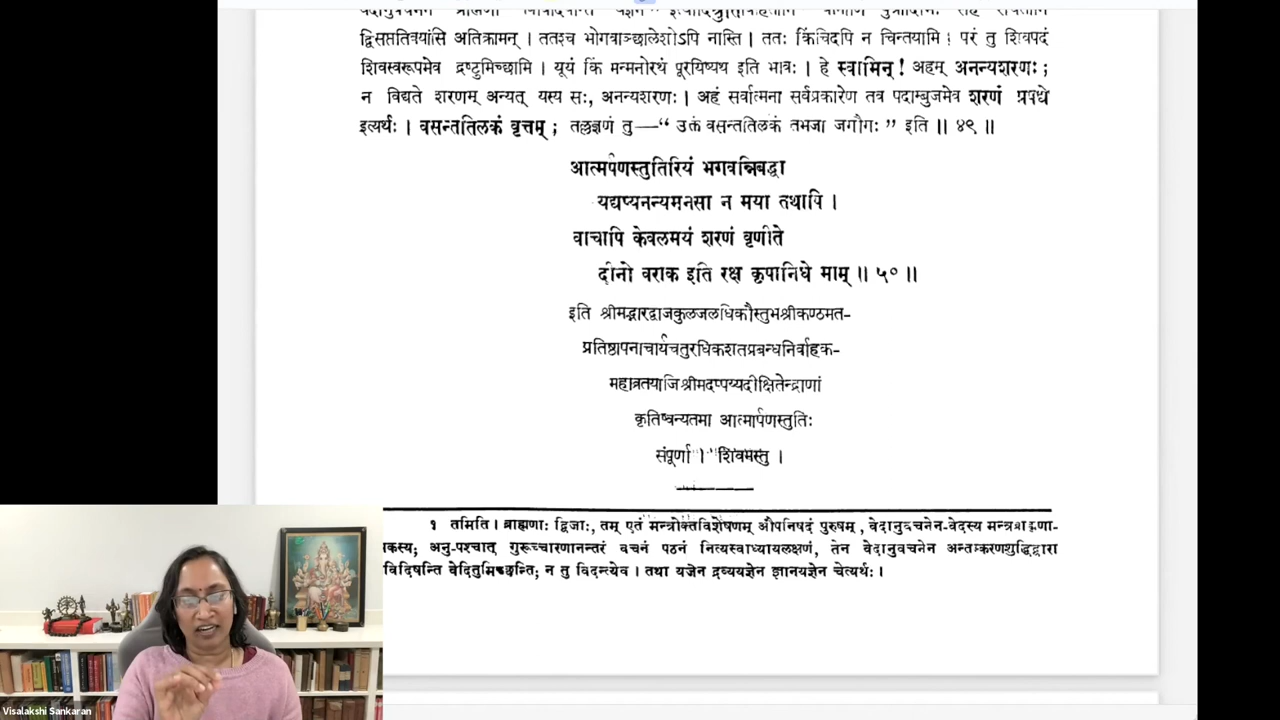 द्विसप्ततिवयांसि अतिक्रामन् । ततश्च भोगवाञ्छालेशोऽपि नास्ति । ततः किंचिदपि न चिन्तयामि ; परं तु शिवपदं
शिवस्वरूपमेव द्रष्टुमिच्छामि । यूयं किं मन्मनोरथं पूरयिष्यथ इति भावः । हे स्वामिन् ! अहम् अनन्यशरणः ;
न विद्यते शरणम् अन्यत् यस्य सः, अनन्यशरणः । अहं सर्वात्मना सर्वप्रकारेण तव पदाम्बुजमेव शरणं प्रपद्ये
इत्यर्थः । वसन्ततिलकं वृत्तम् ; तल्लक्षणं तु—“ उक्तं वसन्ततिलकं तभजा जगौगः ” इति ॥ ४९ ॥
आत्मर्पणस्तुतिरियं भगवन्निबद्धा
यद्यप्यनन्यमनसा न मया तथापि ।
वाचापि केवलमयं शरणं वृणीते
दीनो वराक इति रक्ष कृपानिधे माम् ॥ ५० ॥
इति श्रीमद्भारद्वाजकुलजलधिकौस्तुभश्रीकण्ठमत-
प्रतिष्ठापनाचार्यचतुरधिकशतप्रबन्धनिर्वाहक-
महाव्रतयाजिश्रीमदप्पय्यदीक्षितेन्द्राणां
कृतिष्वन्यतमा आत्मार्पणस्तुतिः
संपूर्णा । शिवमस्तु ।
१ तमिति । ब्राह्मणाः द्विजाः, तम् एतं मन्त्रोक्तविशेषणम् औपनिषदं पुरुषम् , वेदानुवचनेन-वेदस्य मन्त्रब्राह्मणा-
कस्य; अनु-पश्चात् गुरूच्चारणानन्तरं वचनं पठनं नित्यस्वाध्यायलक्षणं, तेन वेदानुवचनेन अन्तःकरणशुद्धिद्वारा
विविदिषन्ति वेदितुमिच्छन्ति; न तु विदन्त्येव । तथा यज्ञेन द्रव्ययज्ञेन ज्ञानयज्ञेन चेत्यर्थः ।
Visalakshi Sankaran